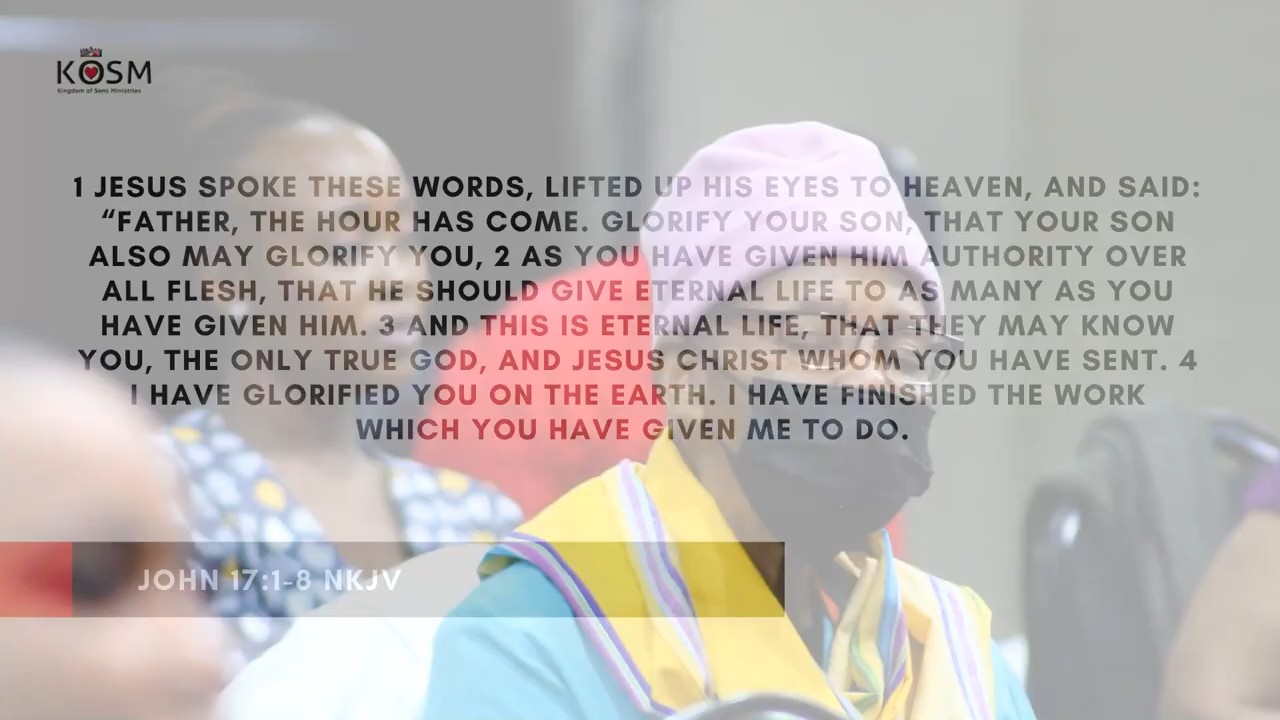 KOSM
Kingdom of Sons Ministries
1 JESUS SPOKE THESE WORDS, LIFTED UP HIS EYES TO HEAVEN, AND SAID:
“FATHER, THE HOUR HAS COME. GLORIFY YOUR SON, THAT YOUR SON
ALSO MAY GLORIFY YOU, 2 AS YOU HAVE GIVEN HIM AUTHORITY OVER
ALL FLESH, THAT HE SHOULD GIVE ETERNAL LIFE TO AS MANY AS YOU
HAVE GIVEN HIM. 3 AND THIS IS ETERNAL LIFE, THAT THEY MAY KNOW
YOU, THE ONLY TRUE GOD, AND JESUS CHRIST WHOM YOU HAVE SENT. 4
I HAVE GLORIFIED YOU ON THE EARTH. I HAVE FINISHED THE WORK
WHICH YOU HAVE GIVEN ME TO DO.
JOHN 17:1-8 NKJV